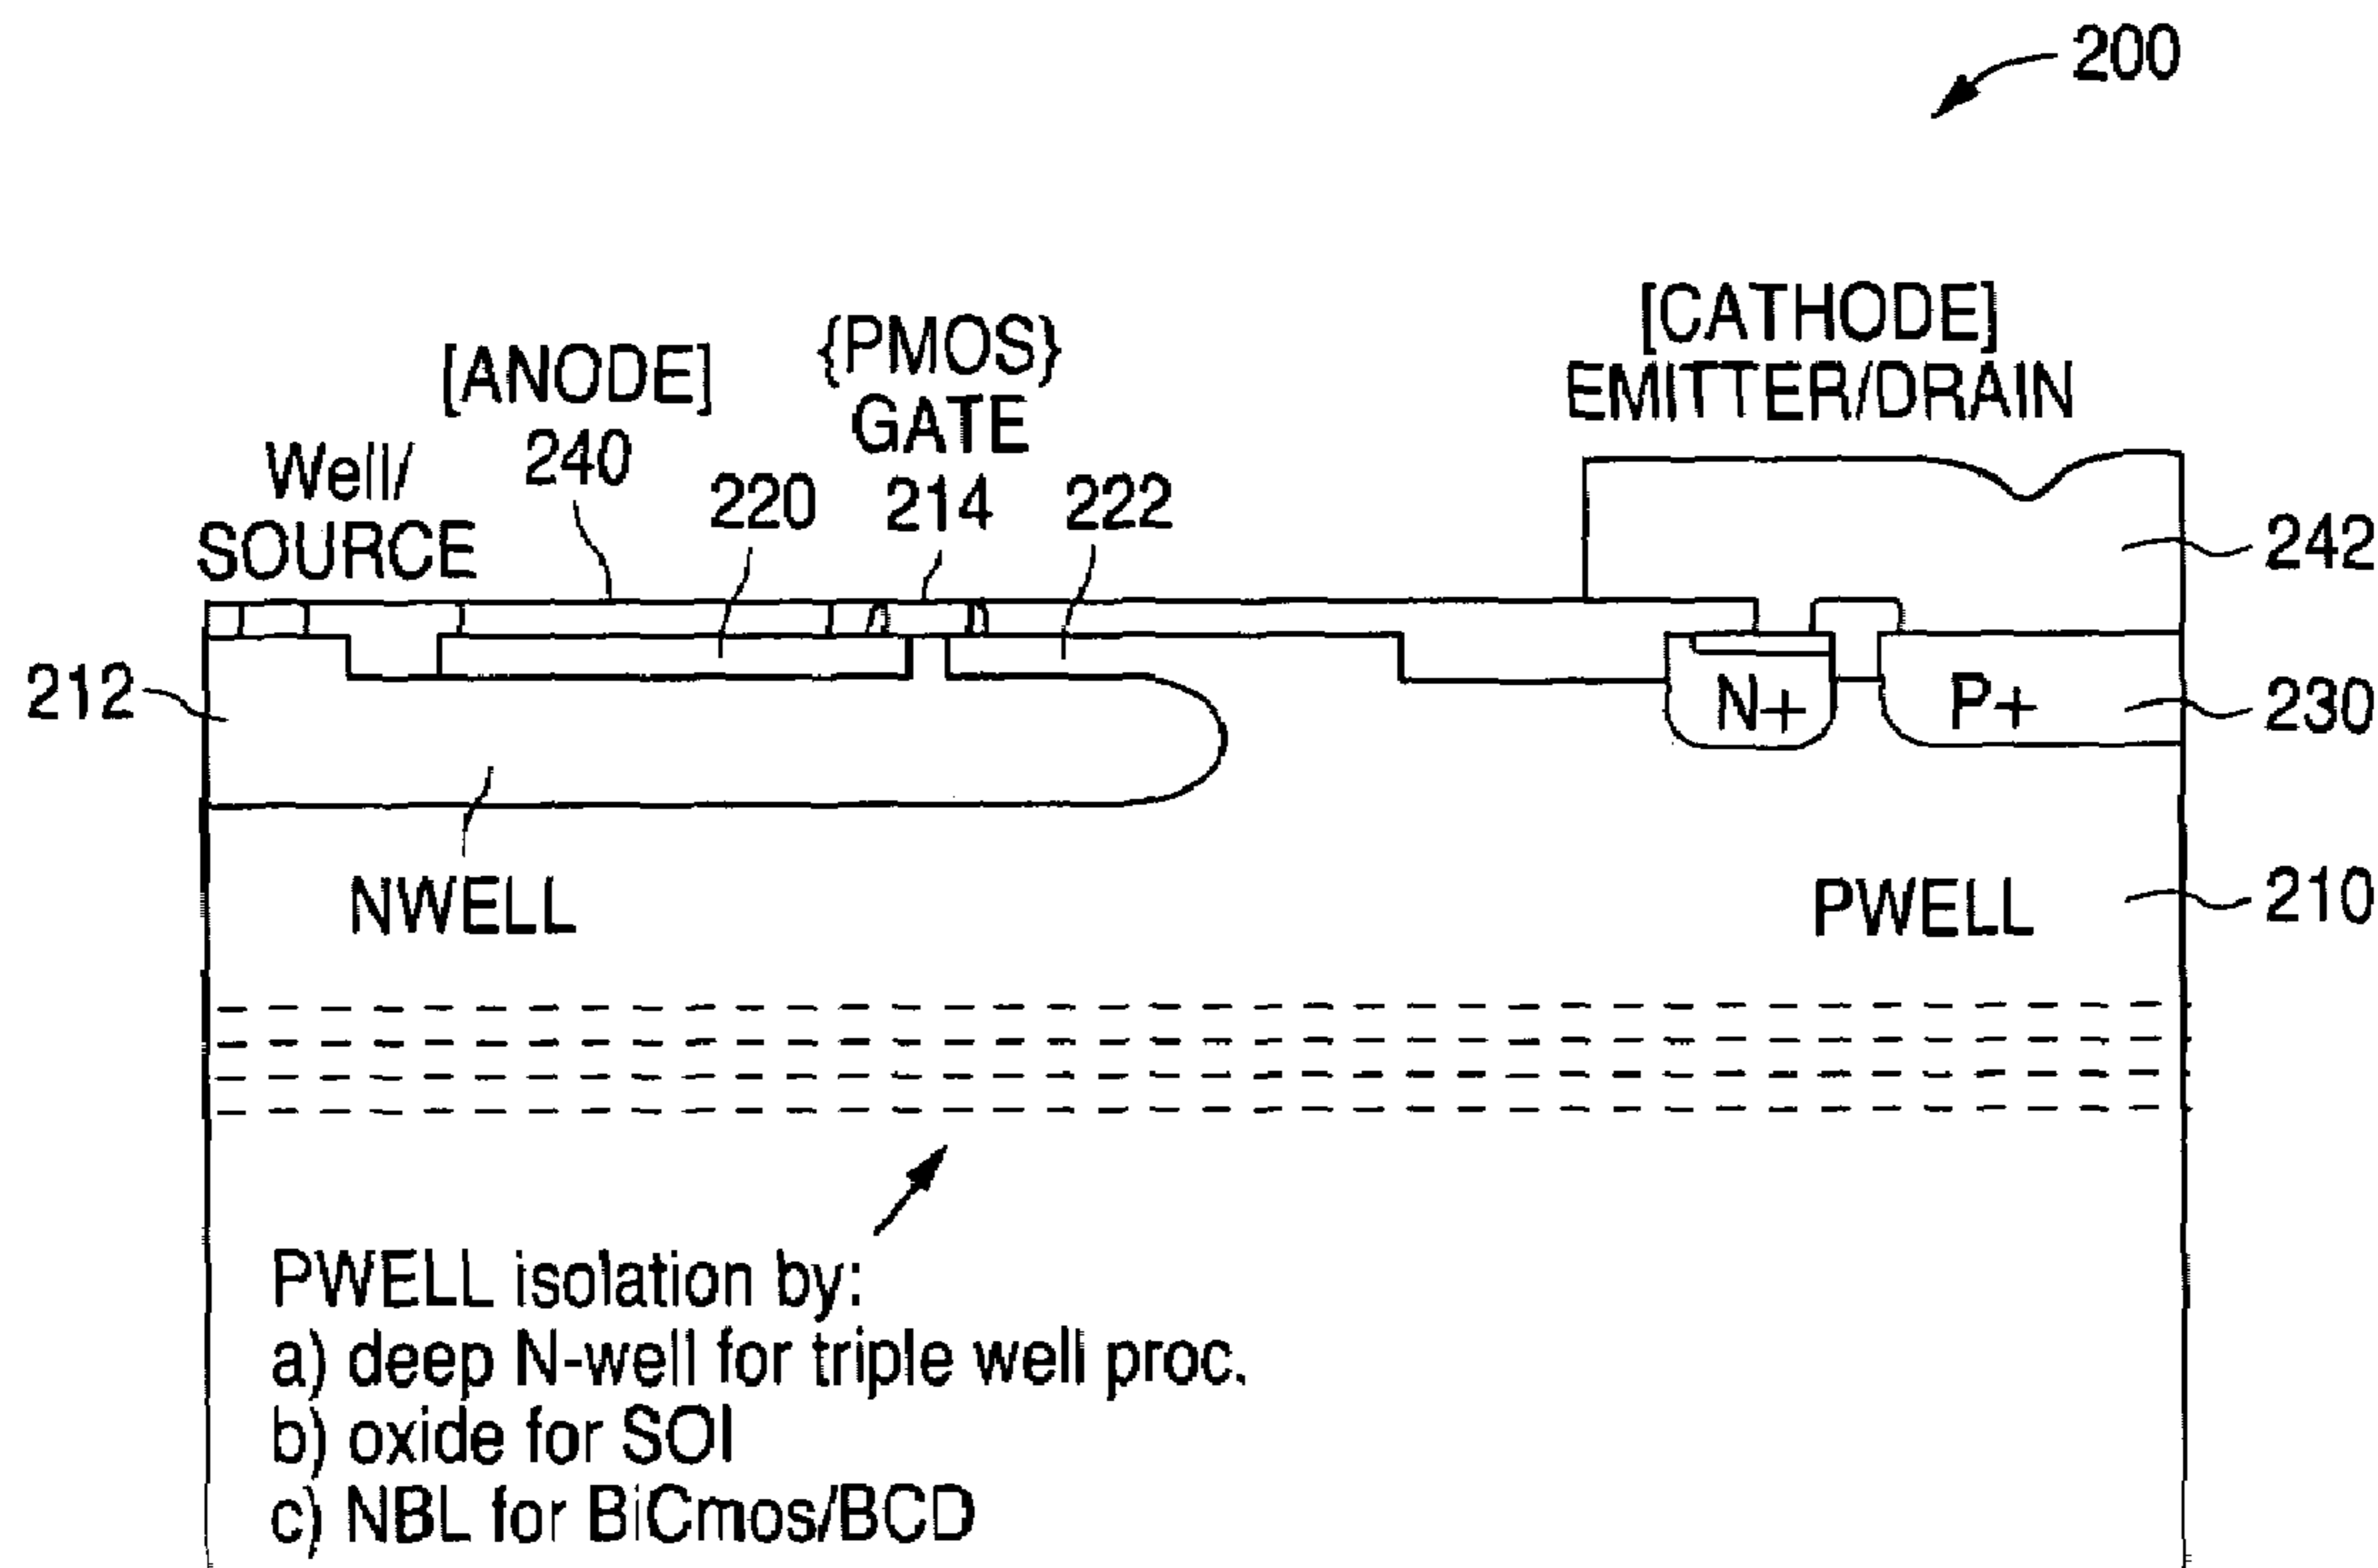 200
[CATHODE]
EMITTER/DRAIN
{PMOS}
GATE
[ANODE]
240
Well/
SOURCE
220
214
222
242
212
N+
P+
230
NWELL
PWELL
210
PWELL isolation by:
a) deep N-well for triple well proc.
b) oxide for SOI
c) NBL for BiCmos/BCD